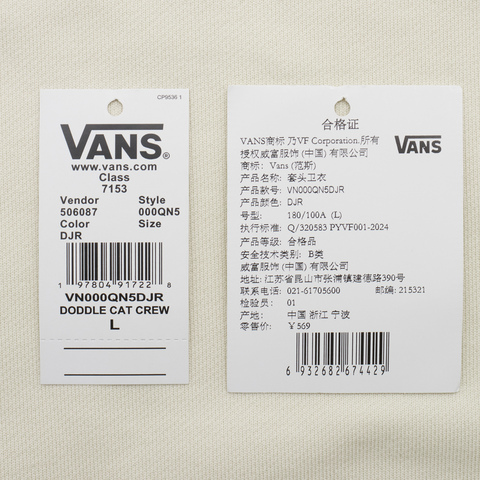 CP9536 1
VANS
www.vans.com
Class
7153
Vendor Style
506087 000QN5
Color Size
DJR
1 97804 91722 8
VN000QN5DJR
DODDLE CAT CREW
L
合格证
VANS
VANS商标 乃VF Corporation.所有
授权威富服饰 (中国) 有限公司
商标: Vans (范斯)
产品名称: 套头卫衣
产品款号: VN000QN5DJR
产品颜色: DJR
号型: 180/100A (L)
执行标准: Q/320583 PYVF001-2024
产品等级: 合格品
安全技术类别: B类
威富服饰 (中国) 有限公司
地址: 江苏省昆山市张浦镇建德路390号
联系电话: 021-61705600 邮编: 215321
检验员: 01
产地: 中国 浙江 宁波
零售价: ￥569
6 932682 674429